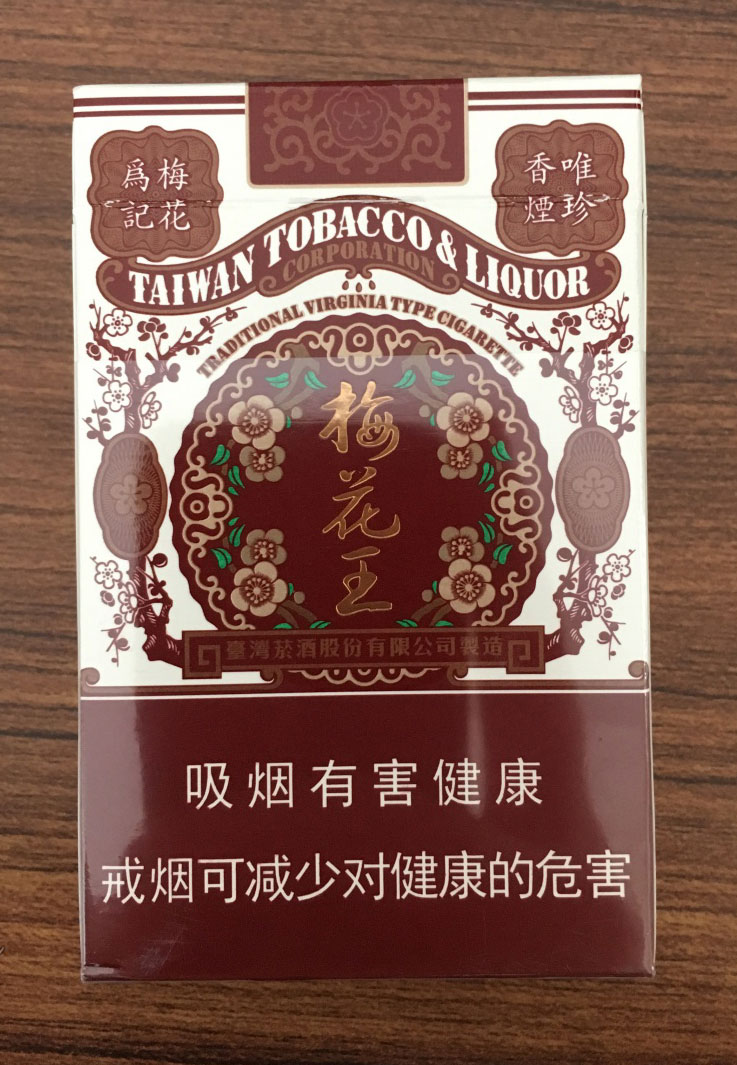 梅花
爲記
唯珍
香煙
TAIWAN TOBACCO & LIQUOR
CORPORATION
TRADITIONAL VIRGINIA TYPE CIGARETTE
梅花王
臺灣菸酒股份有限公司製造
吸烟有害健康
戒烟可减少对健康的危害